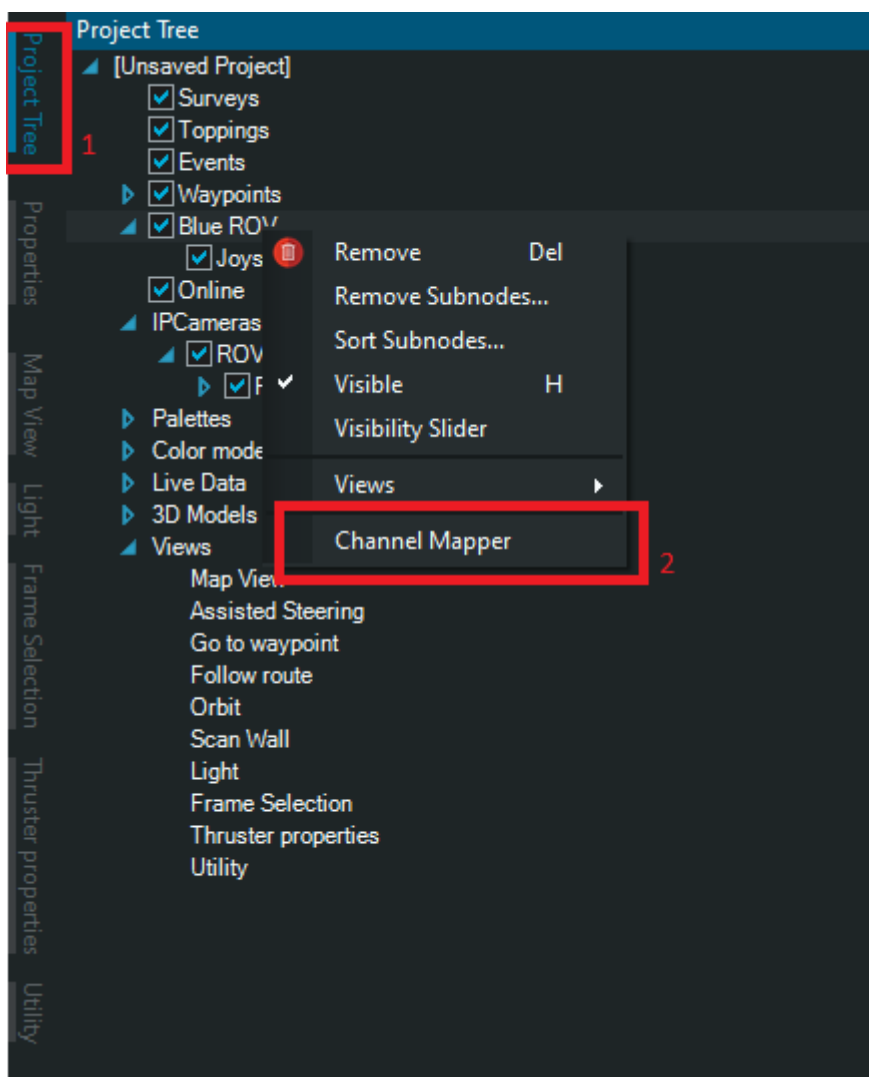 Project Tree
Properties
Map View
Light
Frame Selection
Thruster properties
Utility
1
Project Tree
[Unsaved Project]
Surveys
Toppings
Events
Waypoints
Blue ROV
Joys
Online
IPCameras
ROV
Palettes
Color mode
Live Data
3D Models
Views
Map View
Assisted Steering
Go to waypoint
Follow route
Orbit
Scan Wall
Light
Frame Selection
Thruster properties
Utility
Remove Del
Remove Subnodes...
Sort Subnodes...
Visible H
Visibility Slider
Views
Channel Mapper
2